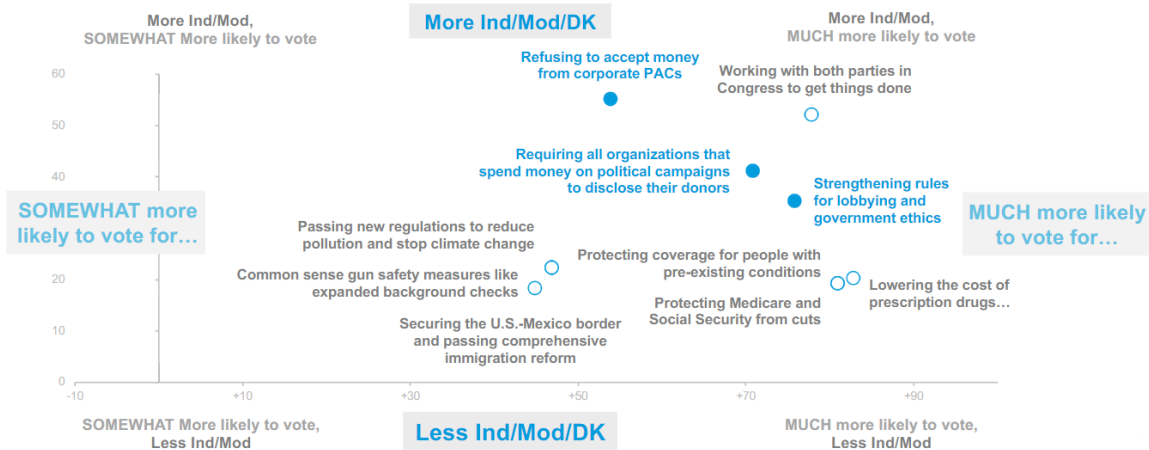 More Ind/Mod,
SOMEWHAT More likely to vote
More Ind/Mod/DK
More Ind/Mod,
MUCH more likely to vote
Refusing to accept money
from corporate PACs
Working with both parties in
Congress to get things done
60
50
40
20
10
0
Requiring all organizations that
spend money on political campaigns
to disclose their donors
Strengthening rules
for lobbying and
government ethics
SOMEWHAT more
likely to vote for…
MUCH more likely
to vote for…
Passing new regulations to reduce
pollution and stop climate change
Common sense gun safety measures like
expanded background checks
Securing the U.S.-Mexico border
and passing comprehensive
immigration reform
Protecting coverage for people with
pre-existing conditions
Protecting Medicare and
Social Security from cuts
Lowering the cost of
prescription drugs…
-10
+10
+30
+50
+70
+90
SOMEWHAT More likely to vote,
Less Ind/Mod
Less Ind/Mod/DK
MUCH more likely to vote,
Less Ind/Mod